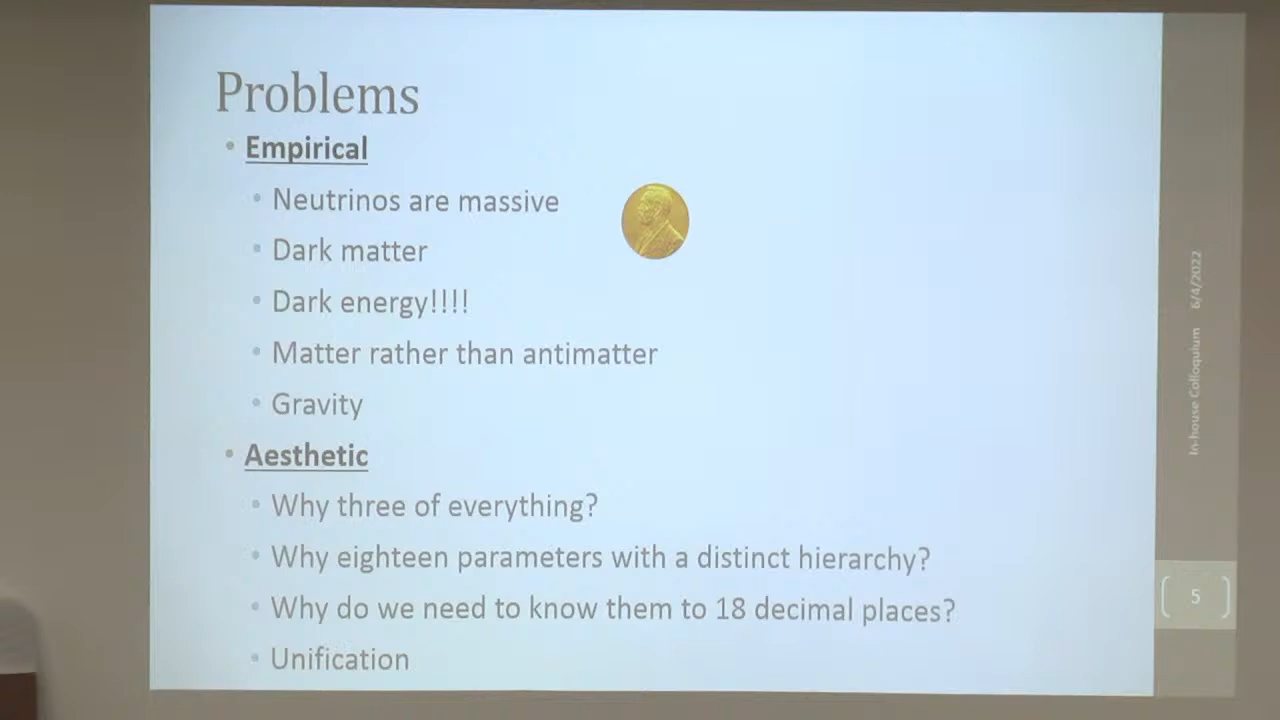 Problems
Empirical
Neutrinos are massive
Dark matter
Dark energy!!!!
Matter rather than antimatter
Gravity
Aesthetic
Why three of everything?
Why eighteen parameters with a distinct hierarchy?
Why do we need to know them to 18 decimal places?
Unification
In-house Colloquium 6/4/2022
5